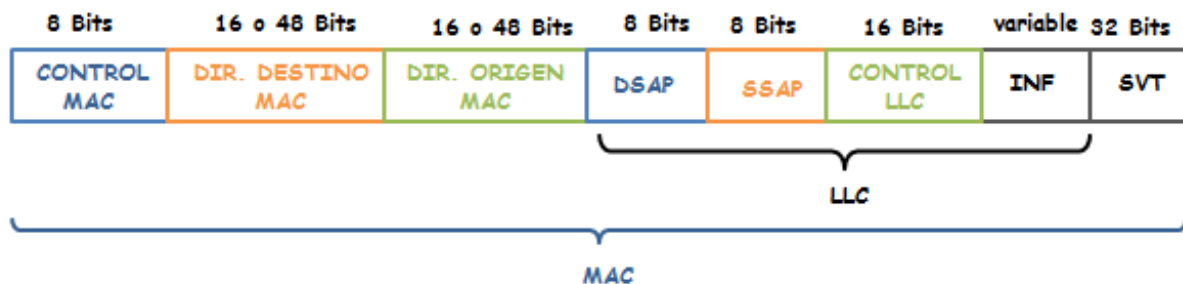 8 Bits 16 o 48 Bits 16 o 48 Bits 8 Bits 8 Bits 16 Bits variable 32 Bits
CONTROL MAC
DIR. DESTINO MAC
DIR. ORIGEN MAC
DSAP
SSAP
CONTROL LLC
INF
SVT
LLC
MAC